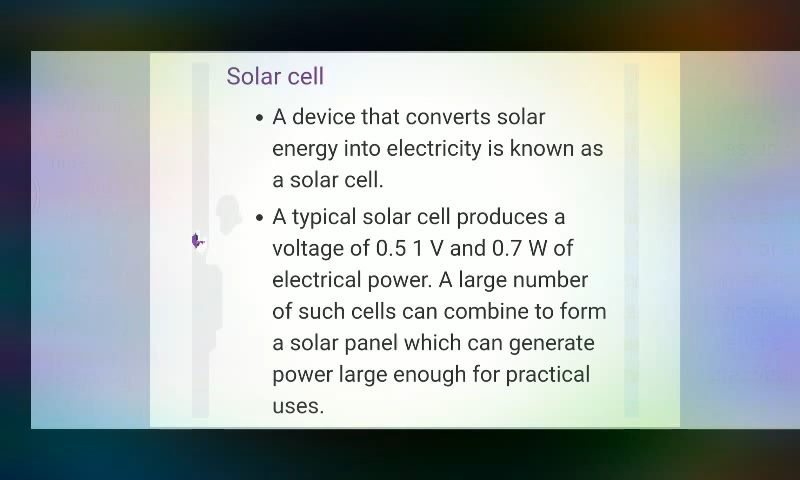 Solar cell
• A device that converts solar
energy into electricity is known as
a solar cell.
• A typical solar cell produces a
voltage of 0.5 1 V and 0.7 W of
electrical power. A large number
of such cells can combine to form
a solar panel which can generate
power large enough for practical
uses.